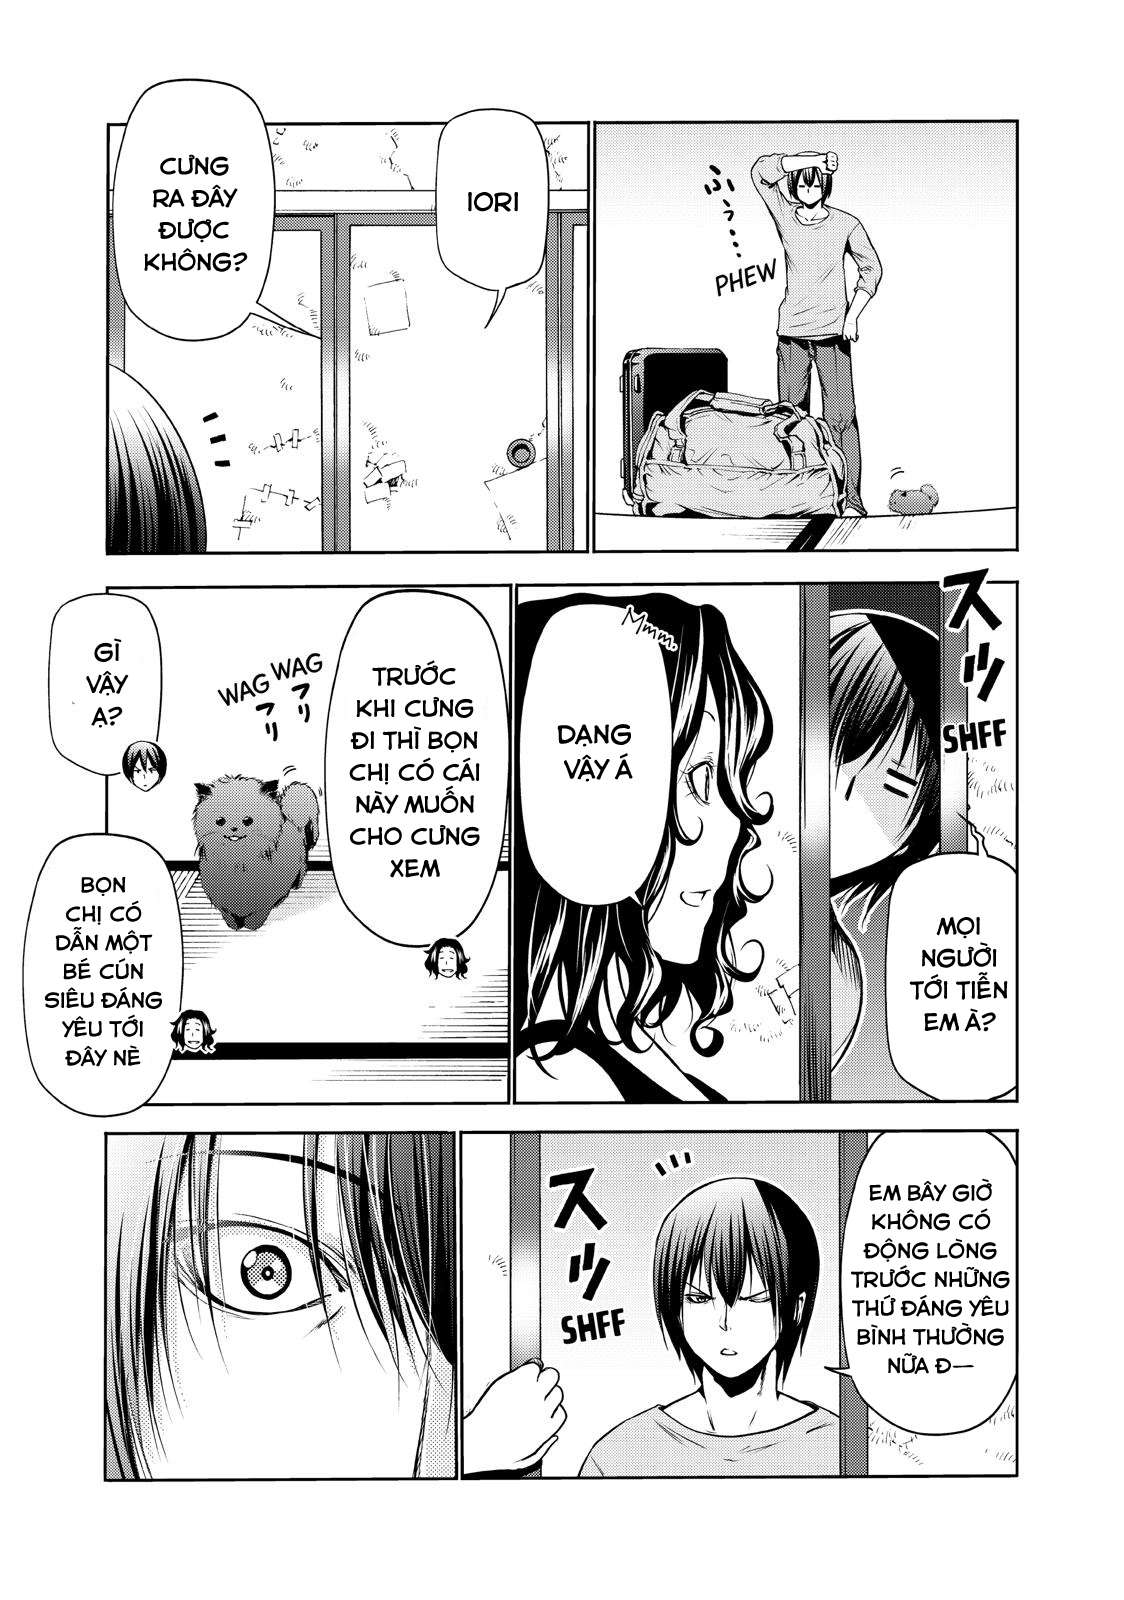 ふぅっ…
PHEW
IORI
CƯNG
RA ĐÂY
ĐƯỢC
KHÔNG?
スッ
SHFF
MỌI
NGƯỜI
TỚI TIỄN
EM À?
Mmm.
DẠNG
VẬY Á
TRƯỚC
KHI CƯNG
ĐI THÌ BỌN
CHỊ CÓ CÁI
NÀY MUỐN
CHO CƯNG
XEM
WAG WAG
フリ
フリ
GÌ
VẬY
Ạ?
BỌN
CHỊ CÓ
DẪN MỘT
BÉ CÚN
SIÊU ĐÁNG
YÊU TỚI
ĐÂY NÈ
EM BÂY GIỜ
KHÔNG CÓ
ĐỘNG LÒNG
TRƯỚC NHỮNG
THỨ ĐÁNG YÊU
BÌNH THƯỜNG
NỮA Đ—
スッ
SHFF